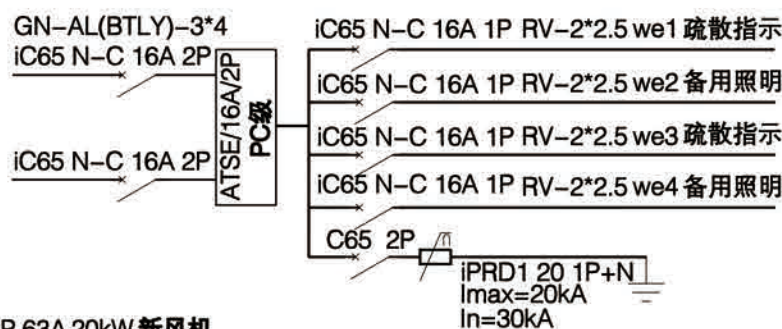 GN-AL(BTLY)-3*4
iC65 N-C 16A 2P
iC65 N-C 16A 2P
ATSE/16A/2P
PC级
iC65 N-C 16A 1P RV-2*2.5 we1 疏散指示
iC65 N-C 16A 1P RV-2*2.5 we2 备用照明
iC65 N-C 16A 1P RV-2*2.5 we3 疏散指示
iC65 N-C 16A 1P RV-2*2.5 we4 备用照明
C65 2P
iPRD1 20 1P+N
Imax=20kA
In=30kA
P 63A 20kW 新风机